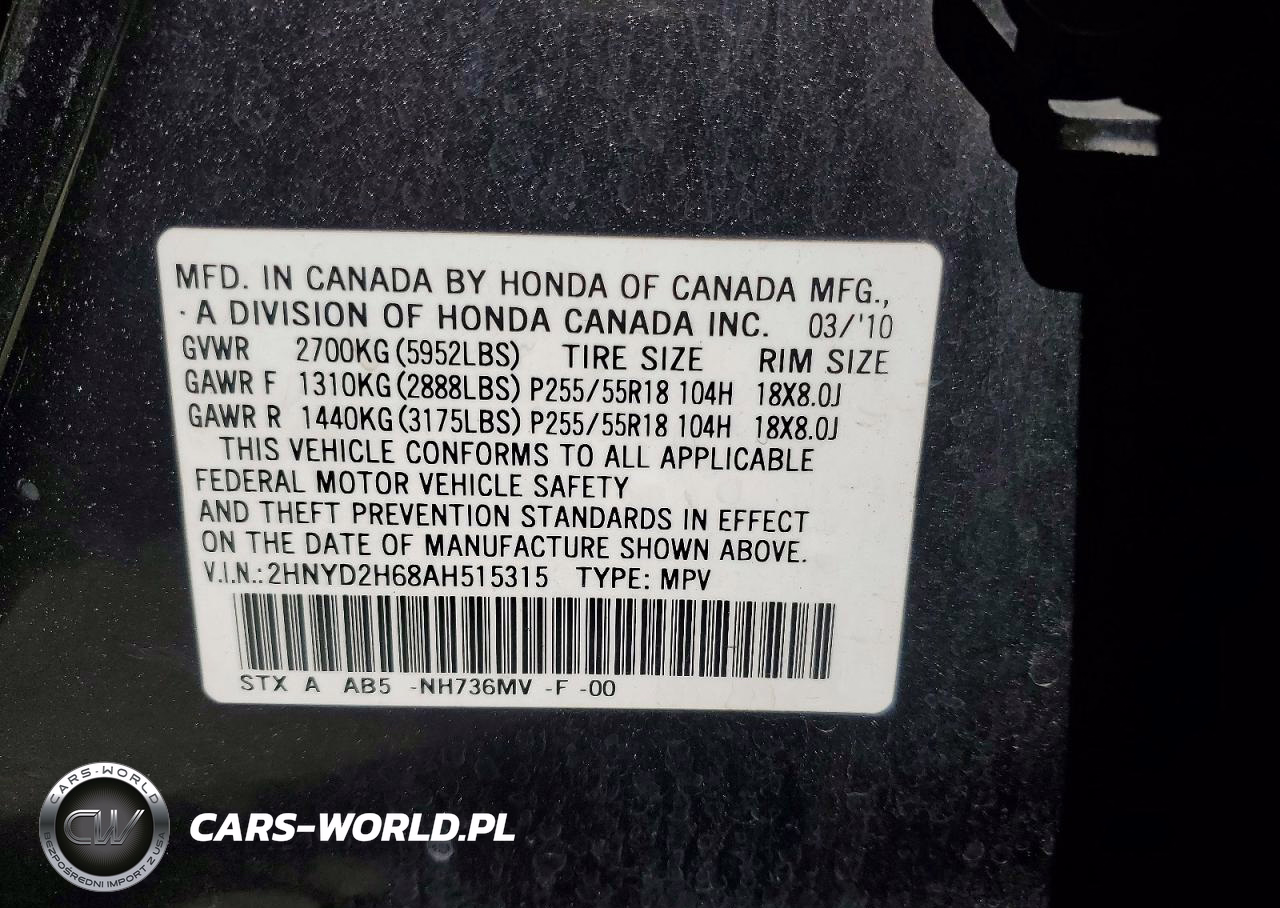 MFD. IN CANADA BY HONDA OF CANADA MFG.,
· A DIVISION OF HONDA CANADA INC. 03/'10
GVWR 2700KG (5952LBS) TIRE SIZE RIM SIZE
GAWR F 1310KG (2888LBS) P255/55R18 104H 18X8.0J
GAWR R 1440KG (3175LBS) P255/55R18 104H 18X8.0J
THIS VEHICLE CONFORMS TO ALL APPLICABLE
FEDERAL MOTOR VEHICLE SAFETY
AND THEFT PREVENTION STANDARDS IN EFFECT
ON THE DATE OF MANUFACTURE SHOWN ABOVE.
V.I.N.: 2HNYD2H68AH515315 TYPE: MPV
STX A AB5 -NH736MV -F -00
CARS-WORLD
CW
BEZPOŚREDNI IMPORT Z USA
CARS-WORLD.PL